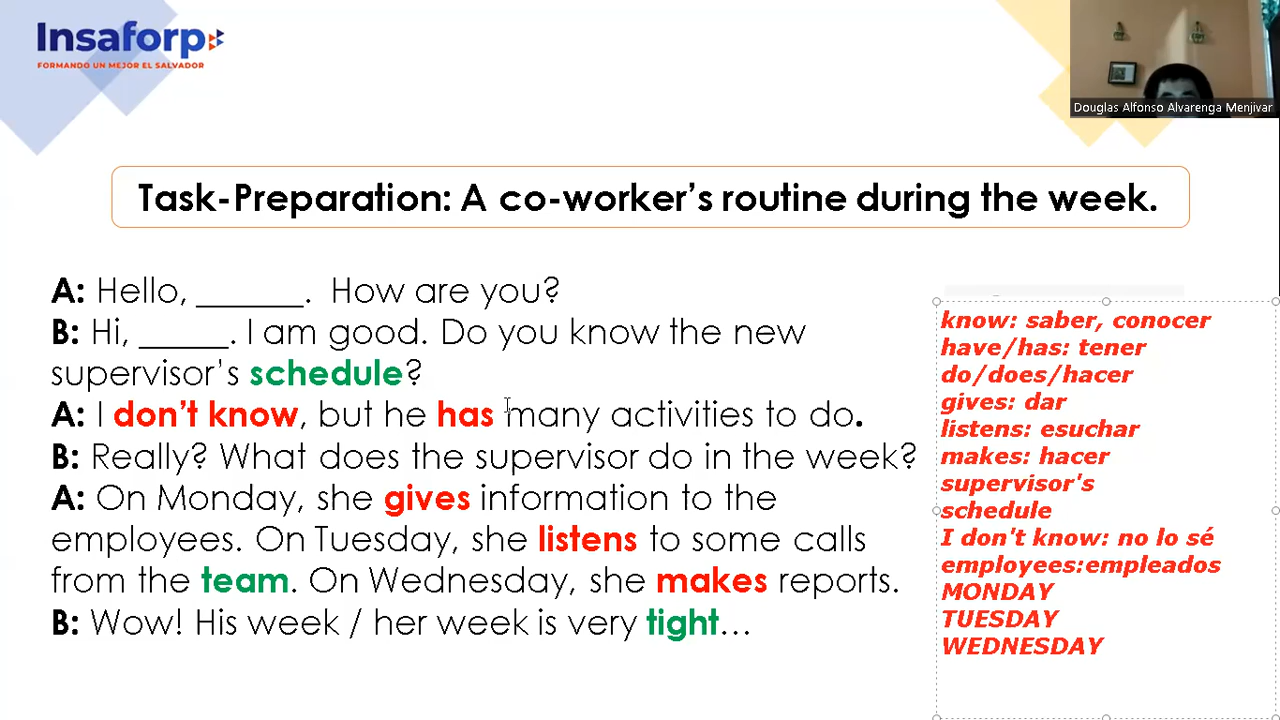 Insaforp
FORMANDO UN MEJOR EL SALVADOR
Douglas Alfonso Alvarenga Menjivar
Task-Preparation: A co-worker's routine during the week.
A: Hello, ______. How are you?
B: Hi, _____. I am good. Do you know the new
supervisor's schedule?
A: I don't know, but he has many activities to do.
B: Really? What does the supervisor do in the week?
A: On Monday, she gives information to the
employees. On Tuesday, she listens to some calls
from the team. On Wednesday, she makes reports.
B: Wow! His week / her week is very tight…
know: saber, conocer
have/has: tener
do/does/hacer
gives: dar
listens: esuchar
makes: hacer
supervisor's
schedule
I don't know: no lo sé
employees:empleados
MONDAY
TUESDAY
WEDNESDAY